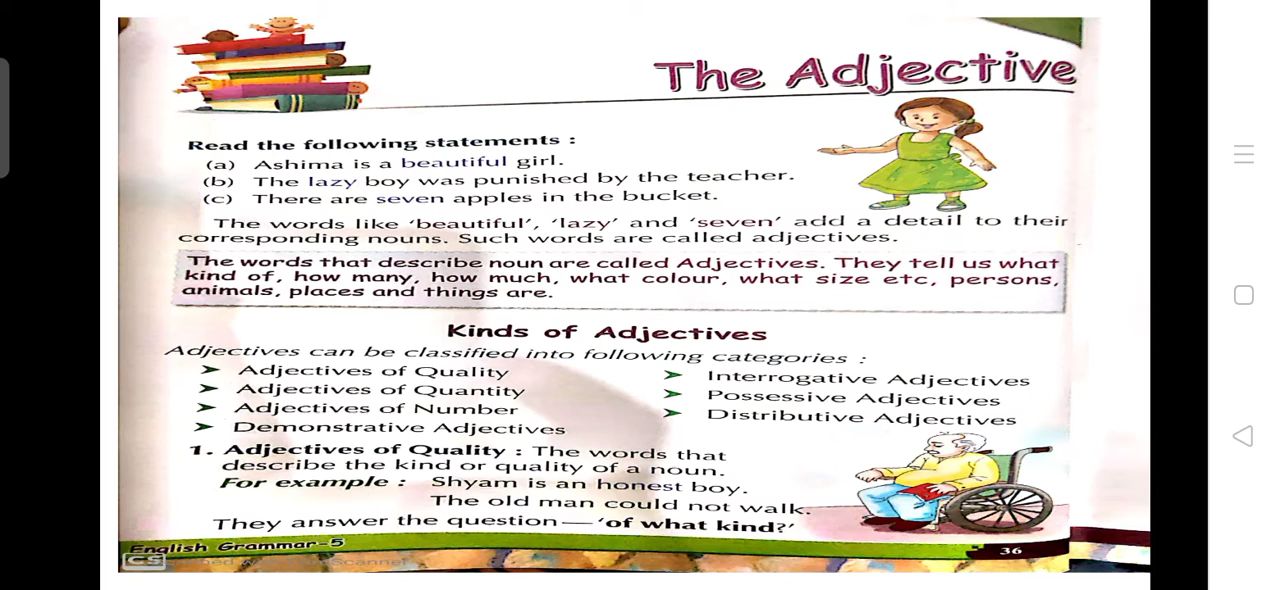 The Adjective
Read the following statements :
(a) Ashima is a beautiful girl.
(b) The lazy boy was punished by the teacher.
(c) There are seven apples in the bucket.
The words like ‘beautiful’, ‘lazy’ and ‘seven’ add a detail to their
corresponding nouns. Such words are called adjectives.
The words that describe noun are called Adjectives. They tell us what
kind of, how many, how much, what colour, what size etc, persons,
animals, places and things are.
Kinds of Adjectives
Adjectives can be classified into following categories :
➤ Adjectives of Quality
➤ Adjectives of Quantity
➤ Adjectives of Number
➤ Demonstrative Adjectives
➤ Interrogative Adjectives
➤ Possessive Adjectives
➤ Distributive Adjectives
1. Adjectives of Quality : The words that
describe the kind or quality of a noun.
For example : Shyam is an honest boy.
The old man could not walk.
They answer the question — ‘of what kind?’
English Grammar-5
36
CS